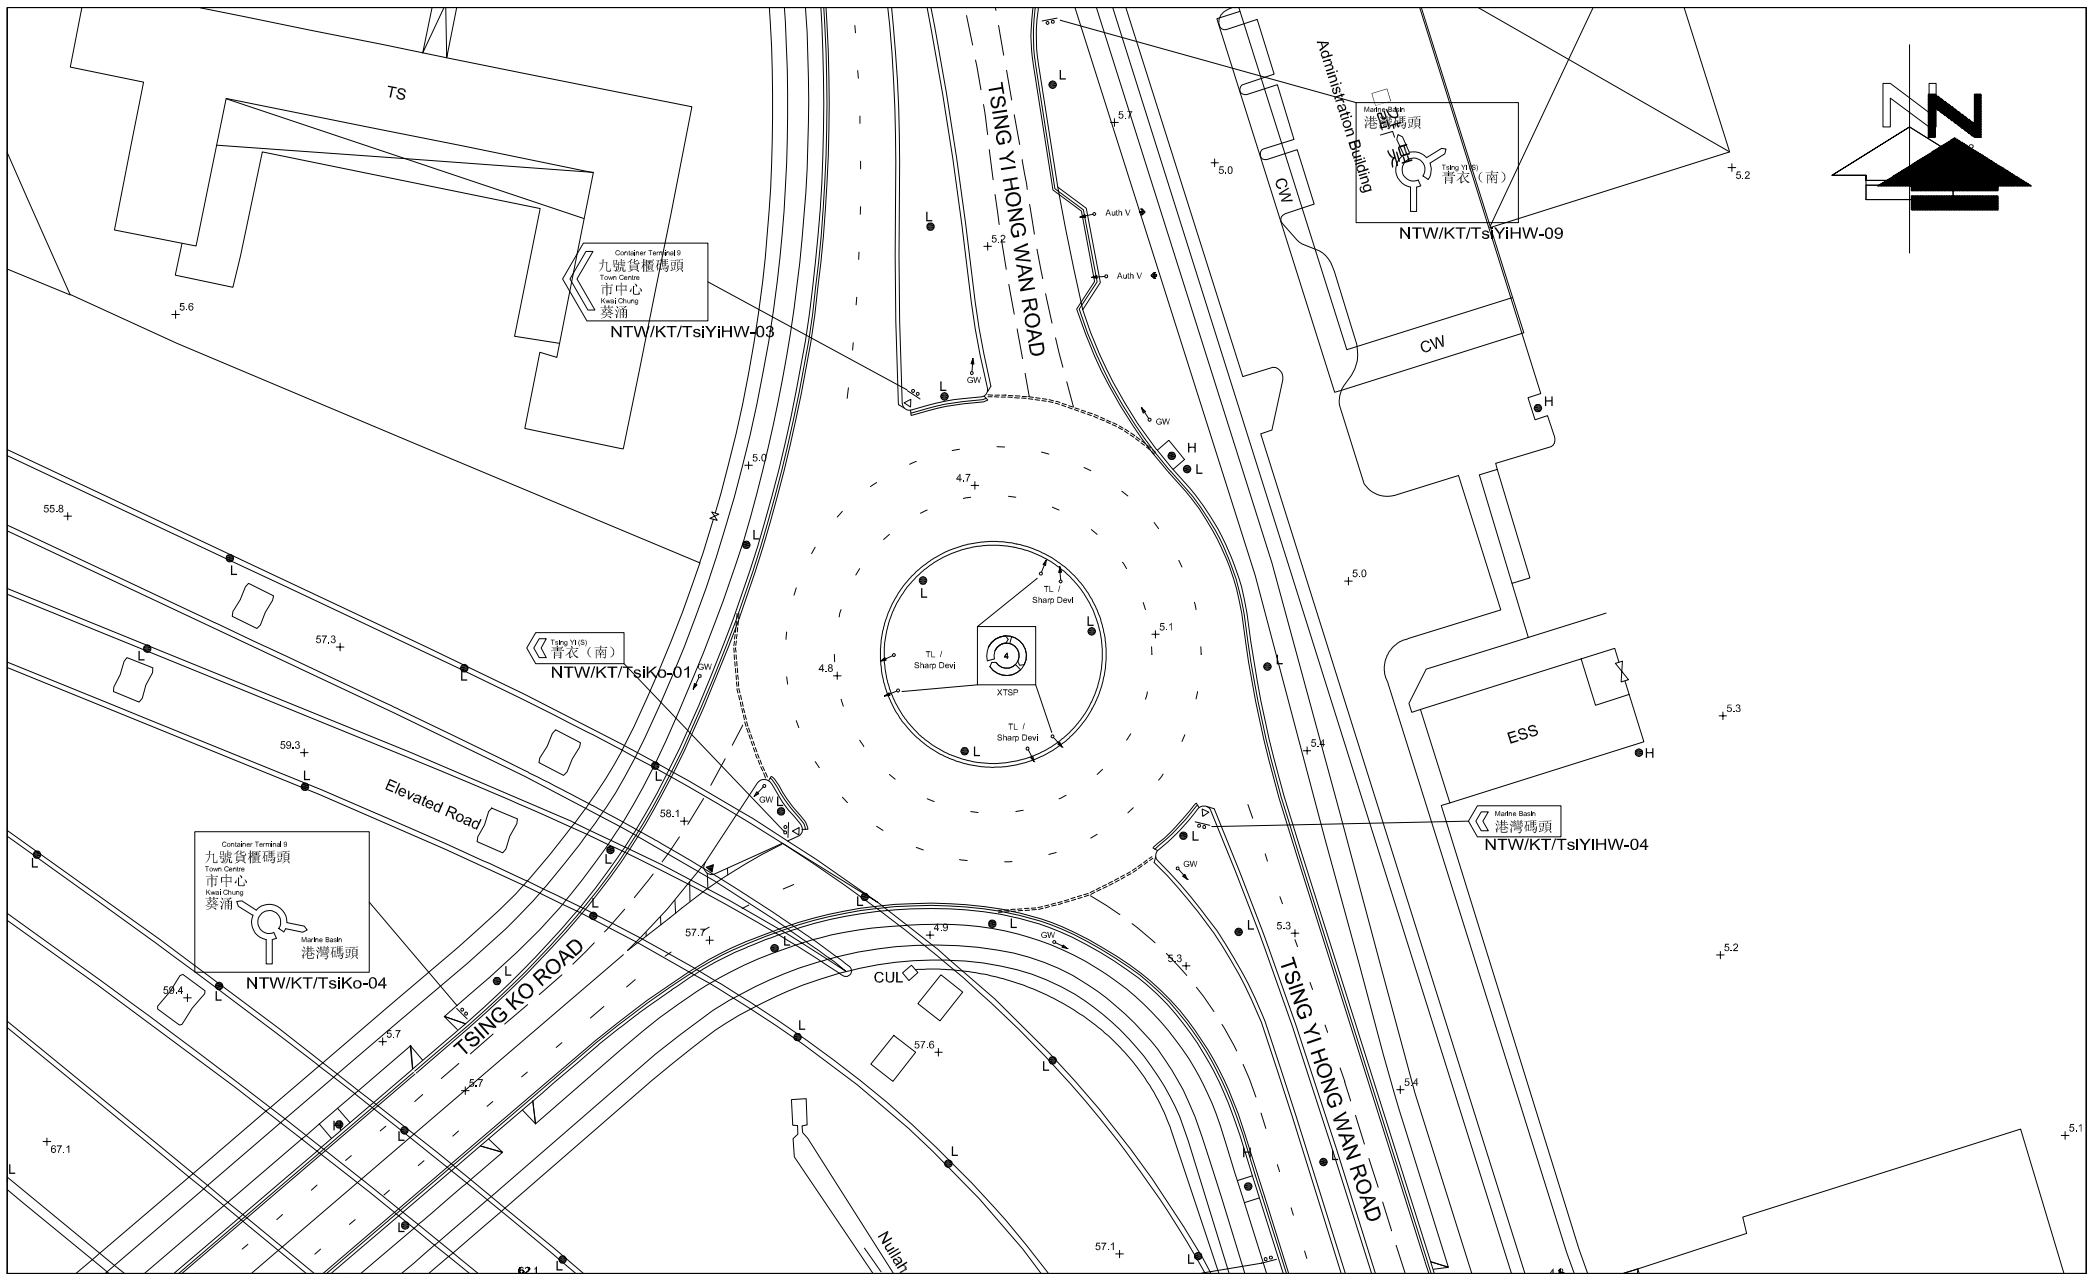 TS
TSING YI HONG WAN ROAD
L
5.7
5.0
Administration Building
CW
Marine Basin
港灣碼頭
Tsing Yi (S)
青衣（南）
NTW/KT/TsiYiHW-09
N
5.2
Auth V
Auth V
L
5.2
Container Terminal 9
九號貨櫃碼頭
Town Centre
市中心
Kwai Chung
葵涌
NTW/KT/TsiYiHW-03
5.6
CW
GW
L
GW
H
L
H
5.0
4.7
55.8
L
L
5.0
L
TL /
Sharp Devi
57.3
Tsing Yi (S)
青衣（南）
NTW/KT/TsiKo-01
L
5.1
4
TL /
Sharp Devi
XTSP
GW
4.8
L
L
L
59.3
TL /
Sharp Devi
L
5.4
5.3
ESS
H
L
L
Elevated Road
58.1
GW
L
L
Marine Basin
港灣碼頭
NTW/KT/TsiYiHW-04
L
GW
L
Container Terminal 9
九號貨櫃碼頭
Town Centre
市中心
Kwai Chung
葵涌
Marine Basin
港灣碼頭
NTW/KT/TsiKo-04
L
L
57.7
L
4.9
L
GW
L
5.3
5.3
5.2
CUL
59.4
L
L
TSING KO ROAD
5.7
5.7
57.6
L
L
TSING YI HONG WAN ROAD
5.4
67.1
L
H
L
L
H
L
5.1
L
Nullah
57.1
L
62.1
L